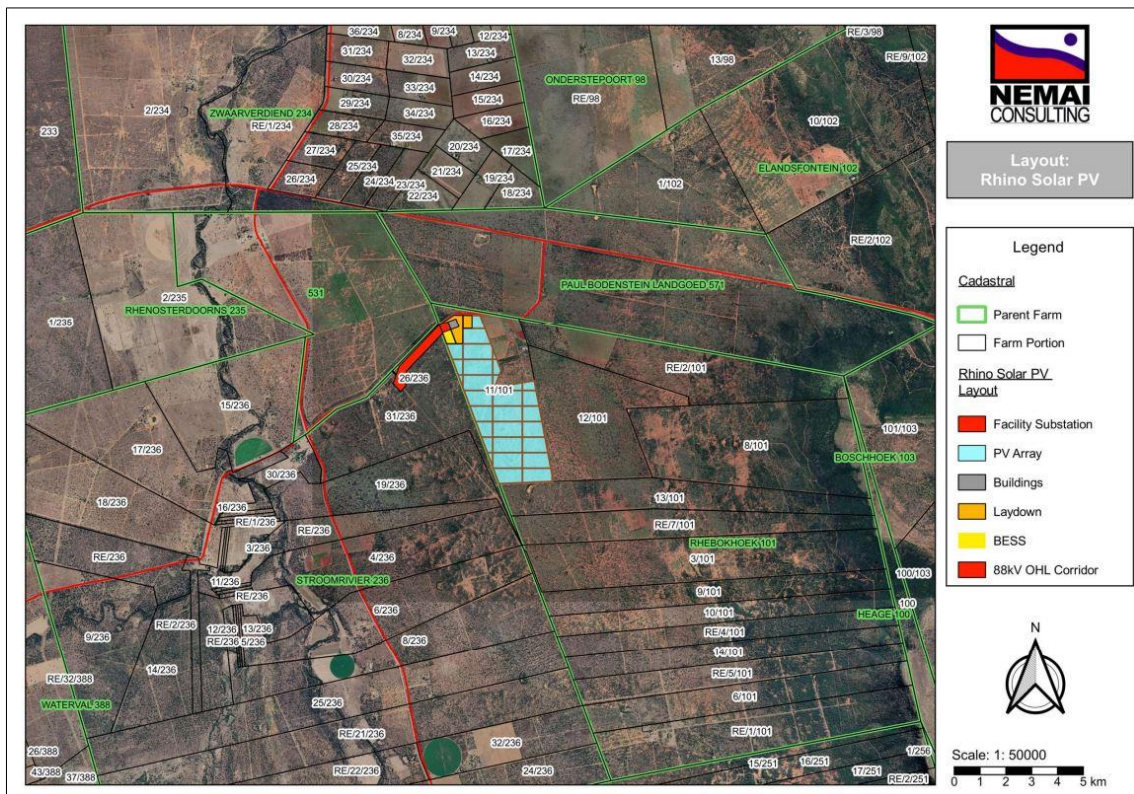 36/234
8/234
9/234
12/234
RE/3/98
31/234
32/234
13/234
13/98
RE/9/102
2/234
30/234
33/234
14/234
ONDERSTEPOORT 98
RE/98
29/234
15/234
ZWAARVERDIEND 234
34/234
16/234
10/102
233
RE/1/234
28/234
35/234
27/234
20/234
17/234
25/234
21/234
ELANDSFONTEIN 102
26/234
24/234
23/234
19/234
1/102
22/234
18/234
RE/2/102
531
PAUL BODENSTEIN LANDGOED 571
2/235
RHENOSTERDOORNS 235
1/235
RE/2/101
26/236
11/101
15/236
31/236
12/101
101/103
17/236
8/101
BOSCHHOEK 103
30/236
19/236
18/236
13/101
16/236
RE/1/236
RE/236
RE/7/101
3/236
RHEBOKHOEK 101
RE/236
4/236
3/101
11/236
STROOMRIVIER 236
100/103
RE/236
9/101
100
6/236
10/101
HEAGE 100
RE/2/236
12/236
13/236
9/236
RE/236
5/236
8/236
RE/4/101
14/236
14/101
RE/32/388
RE/5/101
WATERVAL 388
25/236
6/101
RE/21/236
RE/1/101
26/388
32/236
1/256
43/388
RE/22/236
24/236
15/251
16/251
17/251
37/388
RE/2/251
NEMAI
CONSULTING
Layout:
Rhino Solar PV
Legend
Cadastral
Parent Farm
Farm Portion
Rhino Solar PV
Layout
Facility Substation
PV Array
Buildings
Laydown
BESS
88kV OHL Corridor
N
Scale: 1: 50000
0 1 2 3 4 5 km